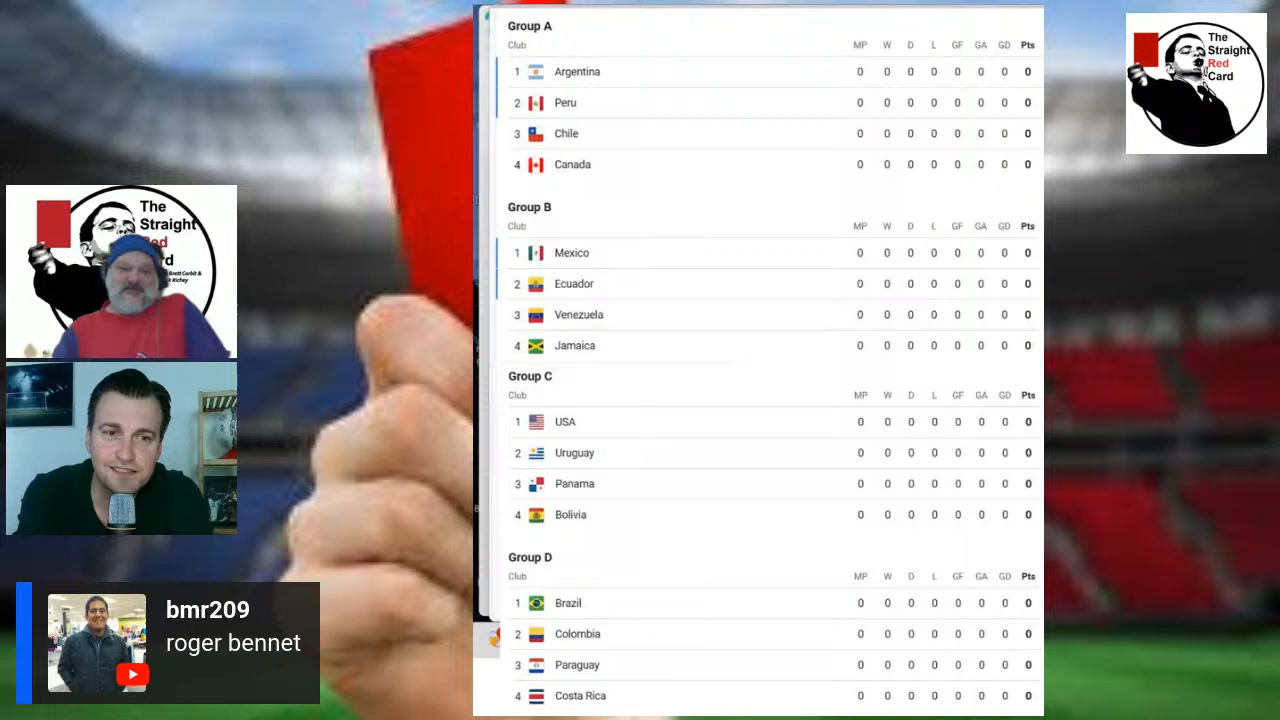 Group A
Club MP W D L GF GA GD Pts
1 Argentina 0 0 0 0 0 0 0 0
2 Peru 0 0 0 0 0 0 0 0
3 Chile 0 0 0 0 0 0 0 0
4 Canada 0 0 0 0 0 0 0 0
Group B
Club MP W D L GF GA GD Pts
1 Mexico 0 0 0 0 0 0 0 0
2 Ecuador 0 0 0 0 0 0 0 0
3 Venezuela 0 0 0 0 0 0 0 0
4 Jamaica 0 0 0 0 0 0 0 0
Group C
Club MP W D L GF GA GD Pts
1 USA 0 0 0 0 0 0 0 0
2 Uruguay 0 0 0 0 0 0 0 0
3 Panama 0 0 0 0 0 0 0 0
4 Bolivia 0 0 0 0 0 0 0 0
Group D
Club MP W D L GF GA GD Pts
1 Brazil 0 0 0 0 0 0 0 0
2 Colombia 0 0 0 0 0 0 0 0
3 Paraguay 0 0 0 0 0 0 0 0
4 Costa Rica 0 0 0 0 0 0 0 0
The
Straight
Red
Card
The
Straight
Brett Corbit &
Richey
bmr209
roger bennet